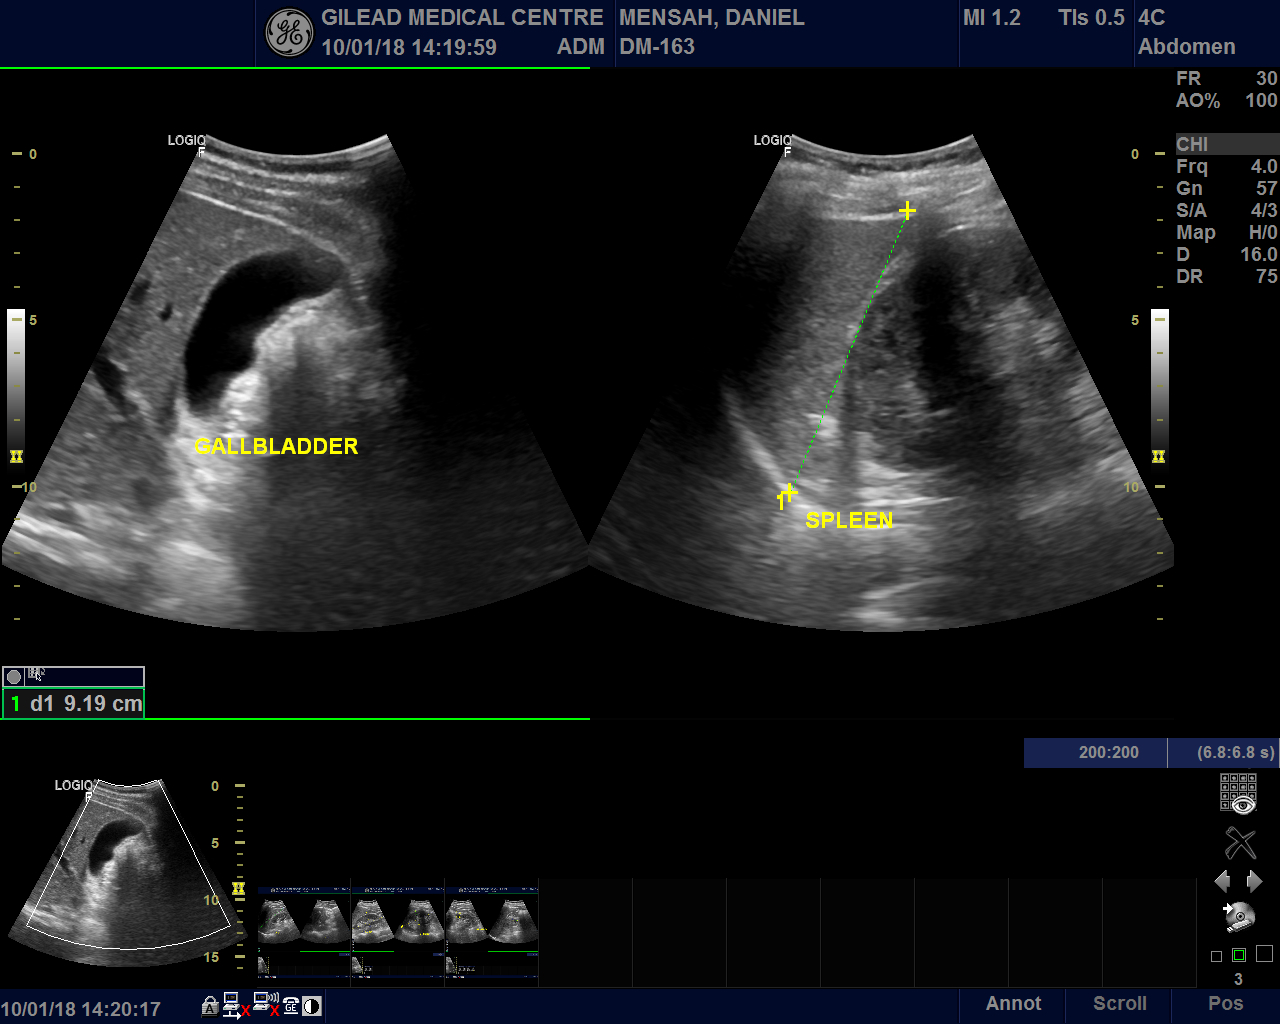 GILEAD MEDICAL CENTRE
10/01/18 14:19:59 ADM
MENSAH, DANIEL
DM-163
MI 1.2 TIs 0.5
4C
Abdomen
FR 30
AO% 100
CHI
Frq 4.0
Gn 57
S/A 4/3
Map H/0
D 16.0
DR 75
LOGIQ
F
0
5
10
GALLBLADDER
LOGIQ
F
0
5
10
1
SPLEEN
1 d1 9.19 cm
200:200 (6.8:6.8 s)
LOGIQ
F
0
5
10
15
3
10/01/18 14:20:17
A
GE
Annot Scroll Pos